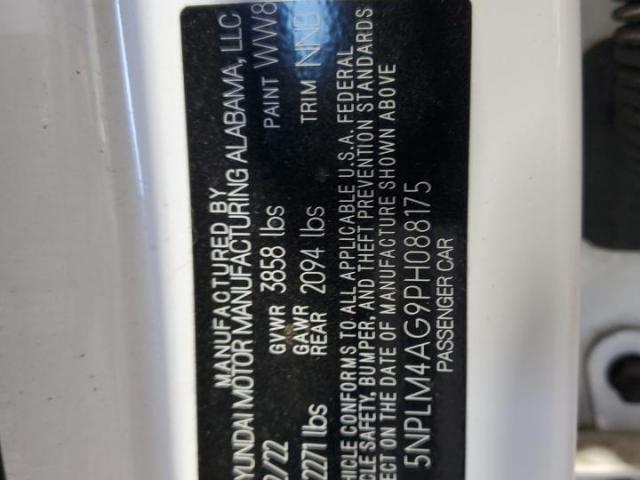 MANUFACTURED BY
YUNDAI MOTOR MANUFACTURING ALABAMA, LLC
2/22 GVWR 3858 lbs PAINT WW8
2271 lbs GAWR REAR 2094 lbs TRIM NNB
HICLE CONFORMS TO ALL APPLICABLE U.S.A. FEDERAL
CLE SAFETY, BUMPER, AND THEFT PREVENTION STANDARDS
ECT ON THE DATE OF MANUFACTURE SHOWN ABOVE
5NPLM4AG9PH088175
PASSENGER CAR